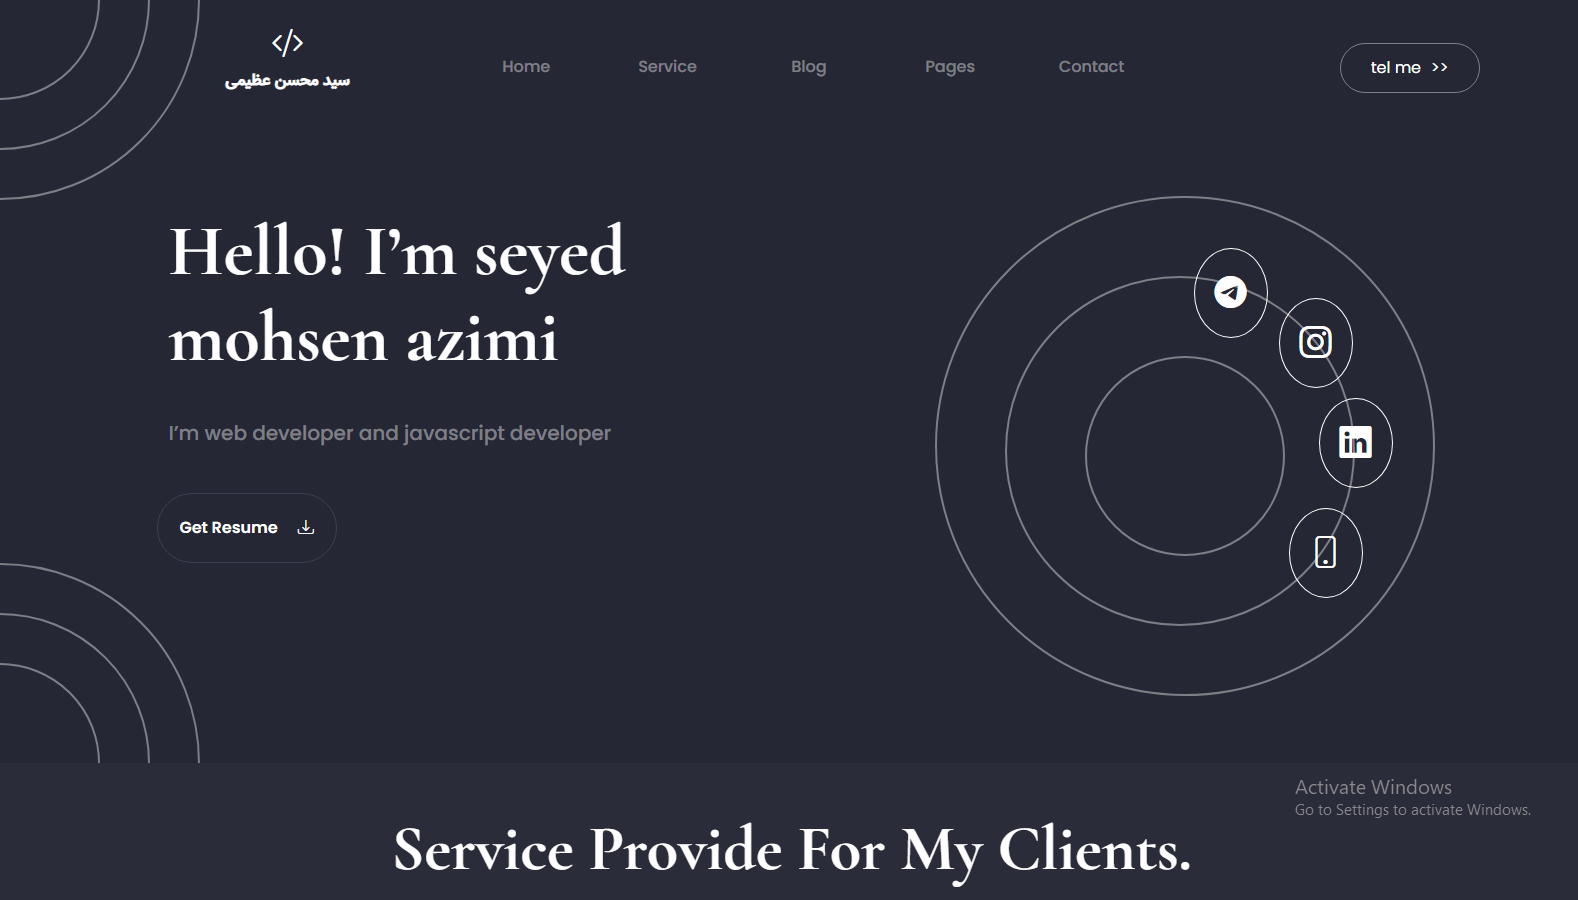 </>
سید محسن عظیمی
Home Service Blog Pages Contact
tel me >>
Hello! I’m seyed
mohsen azimi
I’m web developer and javascript developer
Get Resume
in
Activate Windows
Go to Settings to activate Windows.
Service Provide For My Clients.